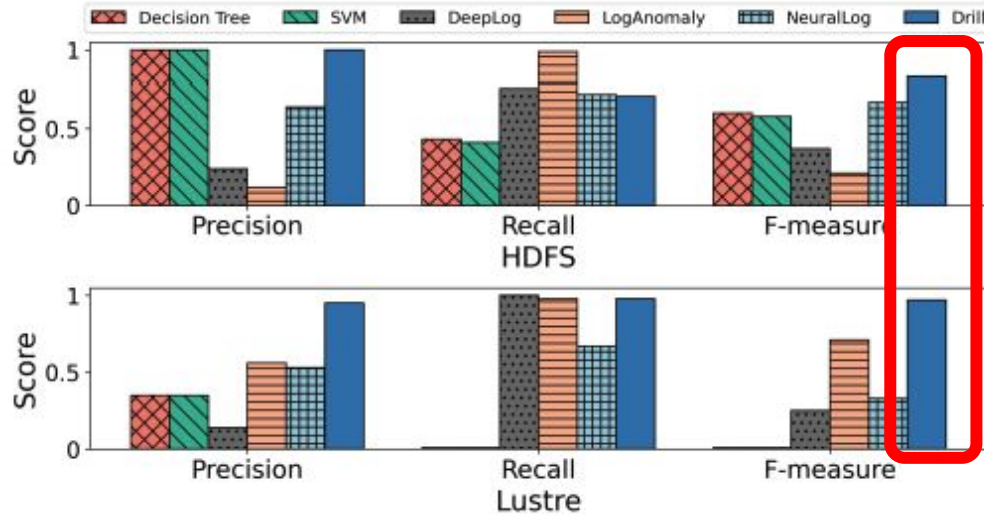 Decision Tree SVM DeepLog LogAnomaly NeuralLog Drill
1
0.5
0
Score
Precision Recall F-measure
HDFS
1
0.5
0
Score
Precision Recall F-measure
Lustre